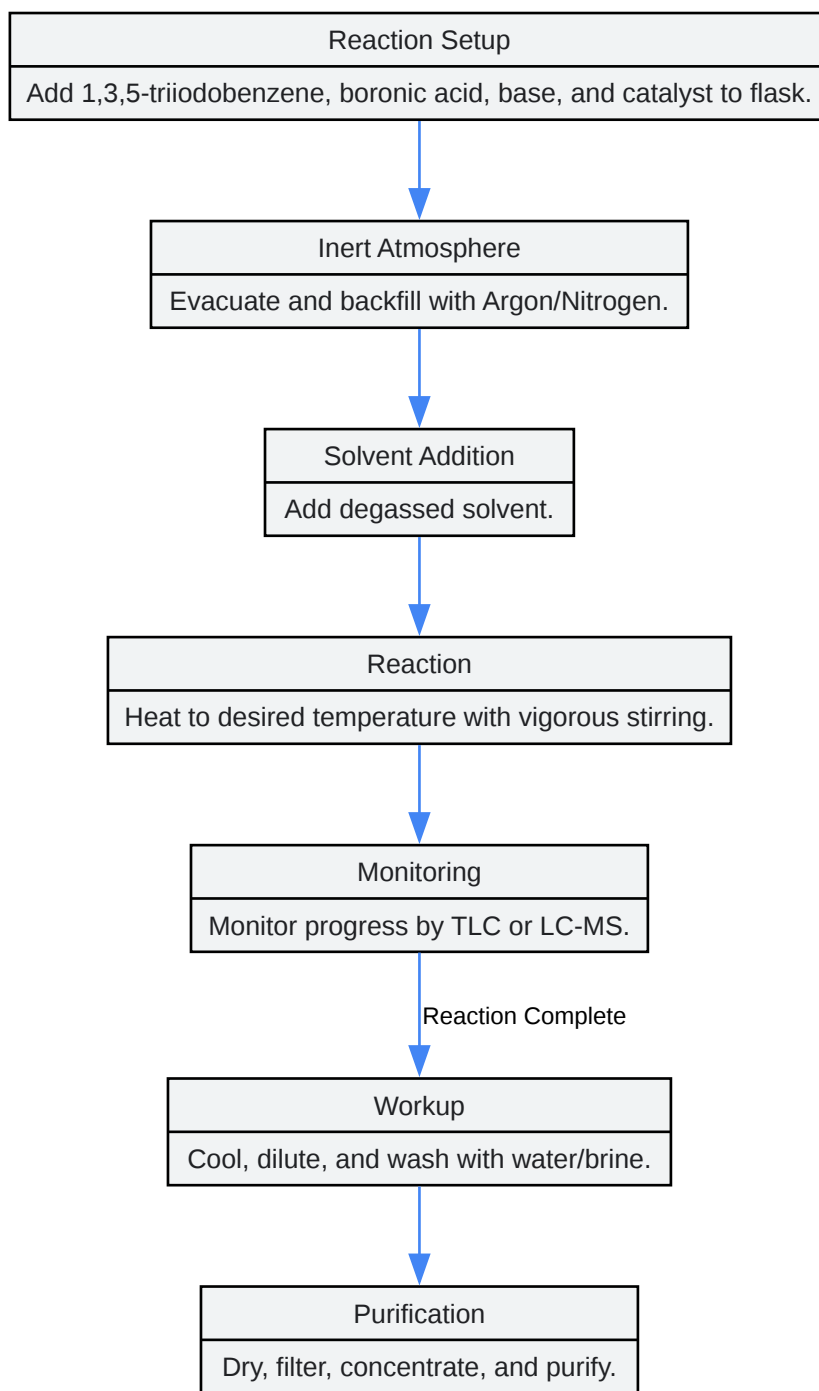 Reaction Setup
Add 1,3,5-triiodobenzene, boronic acid, base, and catalyst to flask.
Inert Atmosphere
Evacuate and backfill with Argon/Nitrogen.
Solvent Addition
Add degassed solvent.
Reaction
Heat to desired temperature with vigorous stirring.
Monitoring
Monitor progress by TLC or LC-MS.
Reaction Complete
Workup
Cool, dilute, and wash with water/brine.
Purification
Dry, filter, concentrate, and purify.